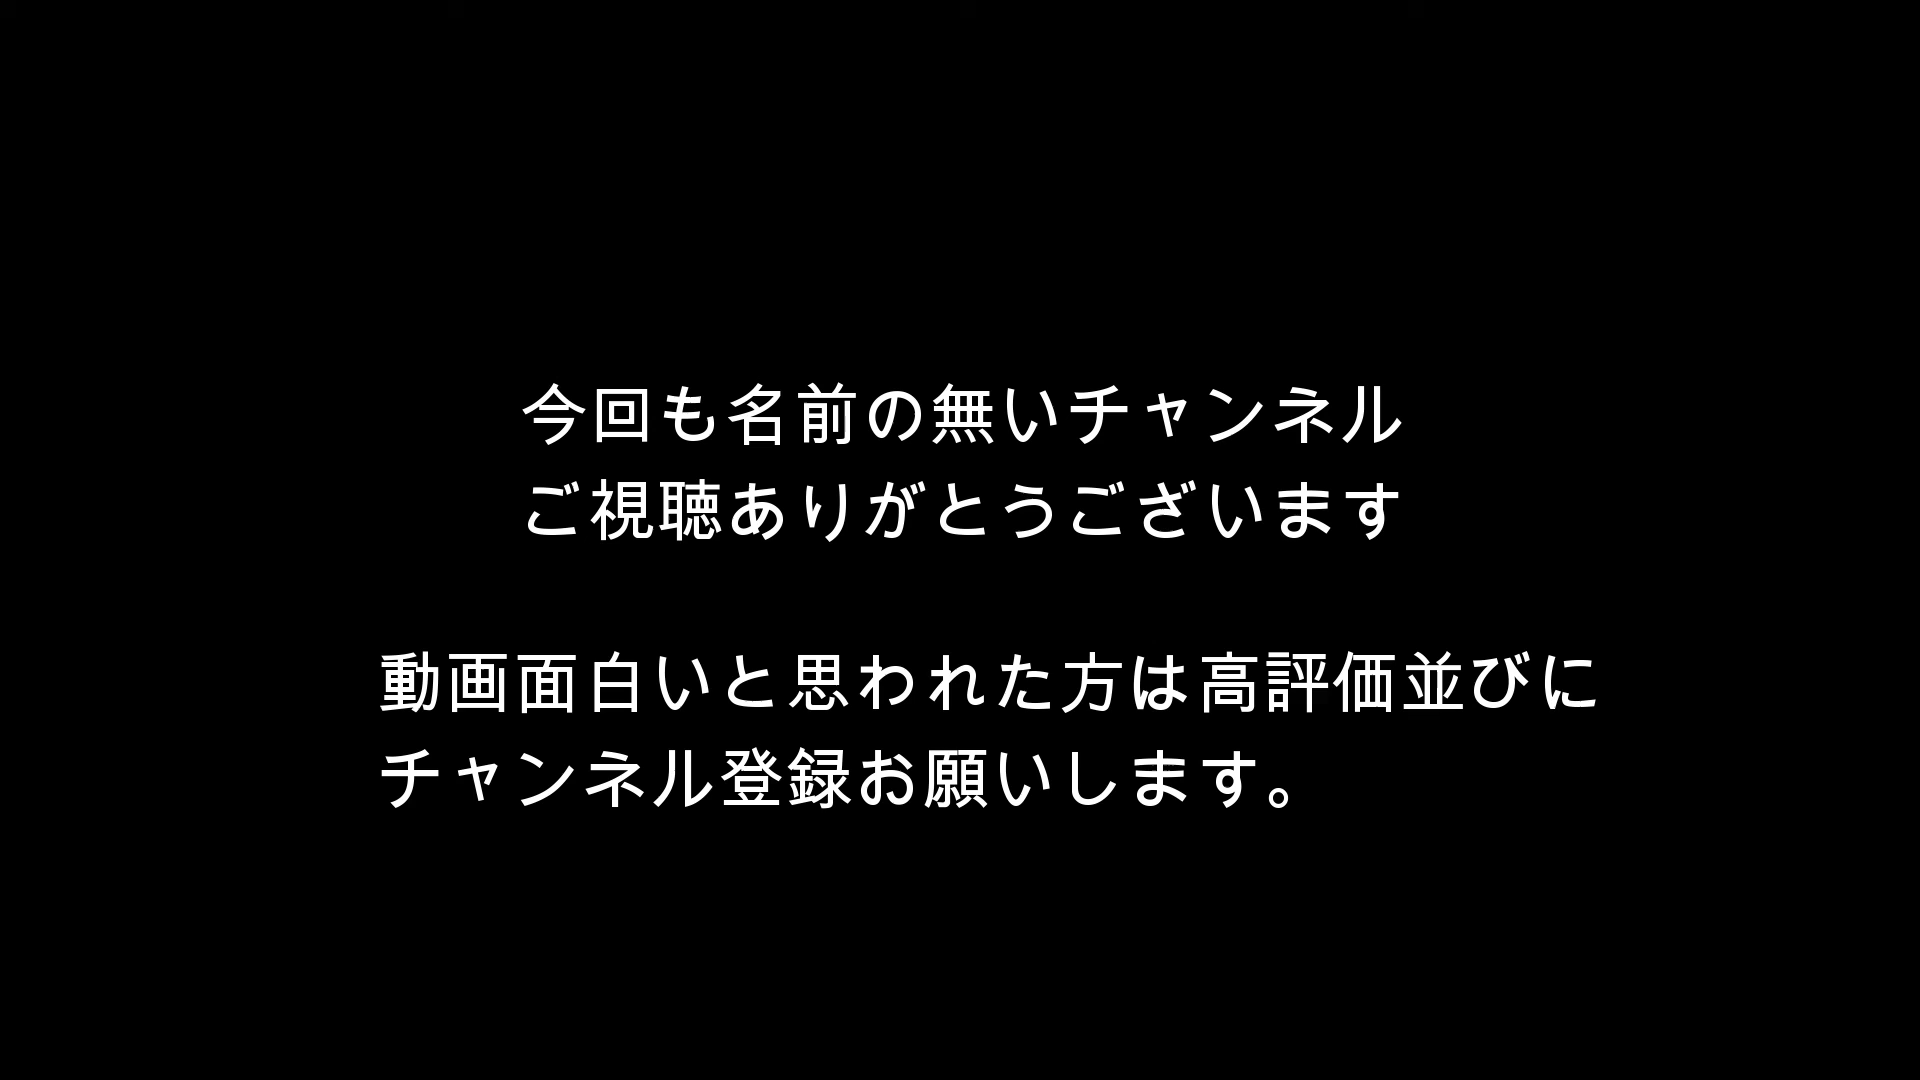 今回も名前の無いチャンネル
ご視聴ありがとうございます
動画面白いと思われた方は高評価並びに
チャンネル登録お願いします。